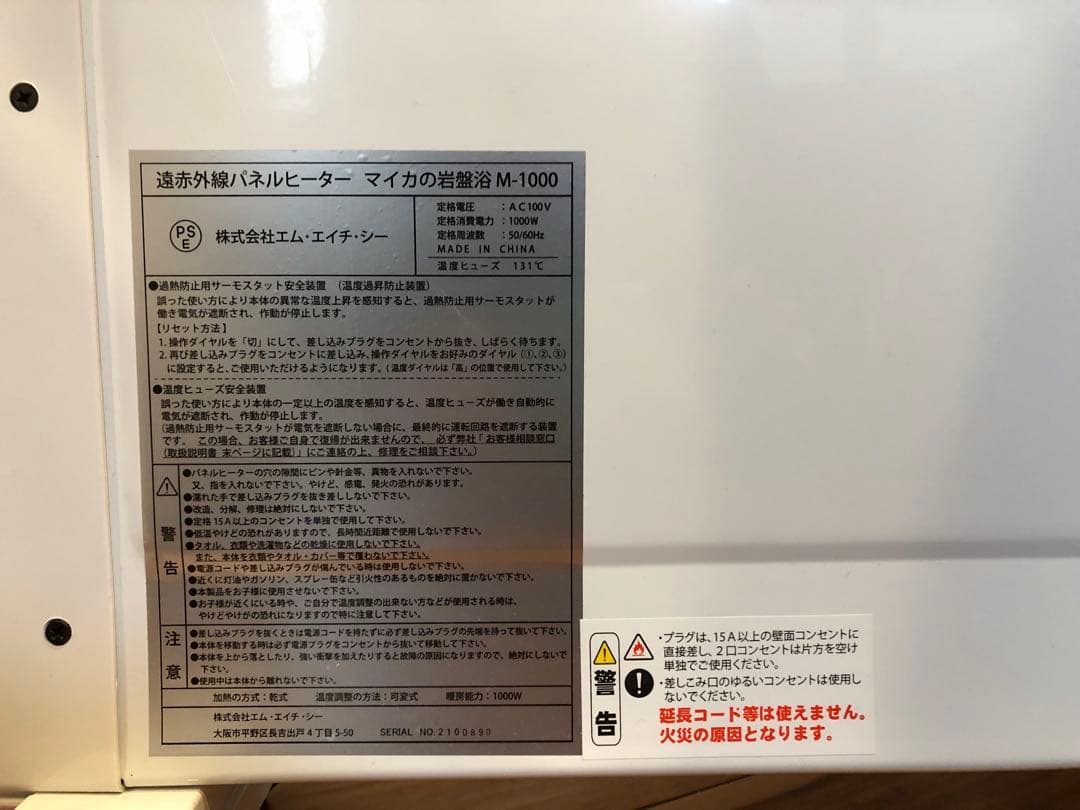 遠赤外線パネルヒーター マイカの岩盤浴 M-1000
PS
E
株式会社エム・エイチ・シー
定格電圧 : AC100V
定格消費電力 : 1000W
定格周波数 : 50/60Hz
MADE IN CHINA
温度ヒューズ 131℃
●過熱防止用サーモスタット安全装置 (温度過昇防止装置)
誤った使い方により本体の異常な温度上昇を感知すると、過熱防止用サーモスタットが
働き電気が遮断され、作動が停止します。
【リセット方法】
1. 操作ダイヤルを「切」にして、差し込みプラグをコンセントから抜き、しばらく待ちます。
2. 再び差し込みプラグをコンセントに差し込み、操作ダイヤルをお好みのダイヤル(①、②、③)
に設定すると、ご使用いただけるようになります。(温度ダイヤルは「高」の位置で使用して下さい。)
●温度ヒューズ安全装置
誤った使い方により本体の一定以上の温度を感知すると、温度ヒューズが働き自動的に
電気が遮断され、作動が停止します。
(過熱防止用サーモスタットが電気を遮断しない場合に、最終的に運転回路を遮断する装置
です。 この場合、お客様ご自身で復帰が出来ませんので、 必ず弊社「お客様相談窓口
(取扱説明書 末ページに記載)」にご連絡の上、修理をご相談下さい。)
警告
●パネルヒーターの穴の隙間にピンや針金等、異物を入れないで下さい。
又、指を入れないで下さい。やけど、感電、発火の恐れがあります。
●濡れた手で差し込みプラグを抜き差ししないで下さい。
●改造、分解、修理は絶対にしないで下さい。
●定格15A以上のコンセントを単独で使用して下さい。
●低温やけどの恐れがありますので、長時間近距離で使用しないで下さい。
●タオル、衣類や洗濯物などの乾燥に使用しないで下さい。
また、本体を衣類やタオル・カバー等で覆わないで下さい。
●電源コードや差し込みプラグが傷んでいる時は使用しないで下さい。
●近くに灯油やガソリン、スプレー缶など引火性のあるものを絶対に置かないで下さい。
●本製品をお子様に使用させないで下さい。
●お子様が近くにいる時や、ご自分で温度調整の出来ない方などが使用される時は、
やけどやけがの恐れになりますので特に注意して下さい。
注意
●差し込みプラグを抜くときは電源コードを持たずに必ず差し込みプラグの先端を持って抜いて下さい。
●本体を移動する時は必ず電源プラグをコンセントから抜いて移動して下さい。
●本体を上から落としたり、強い衝撃を加えたりすると故障の原因になりますので、絶対にしないで
下さい。
●使用中は本体から離れないで下さい。
加熱の方式:乾式 温度調整の方法:可変式 暖房能力:1000W
株式会社エム・エイチ・シー
大阪市平野区長吉出戸4丁目5-50 SERIAL NO.2100890
警告
・プラグは、15A以上の壁面コンセントに
直接差し、2口コンセントは片方を空け
単独でご使用ください。
・差しこみ口のゆるいコンセントは使用し
ないでください。
延長コード等は使えません。
火災の原因となります。